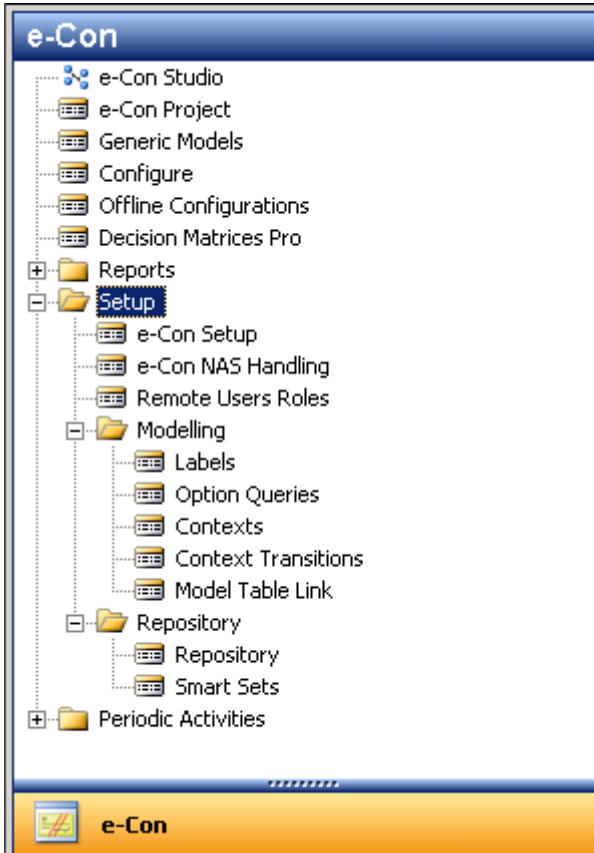 e-Con
e-Con Studio
e-Con Project
Generic Models
Configure
Offline Configurations
Decision Matrices Pro
Reports
Setup
e-Con Setup
e-Con NAS Handling
Remote Users Roles
Modelling
Labels
Option Queries
Contexts
Context Transitions
Model Table Link
Repository
Repository
Smart Sets
Periodic Activities
e-Con